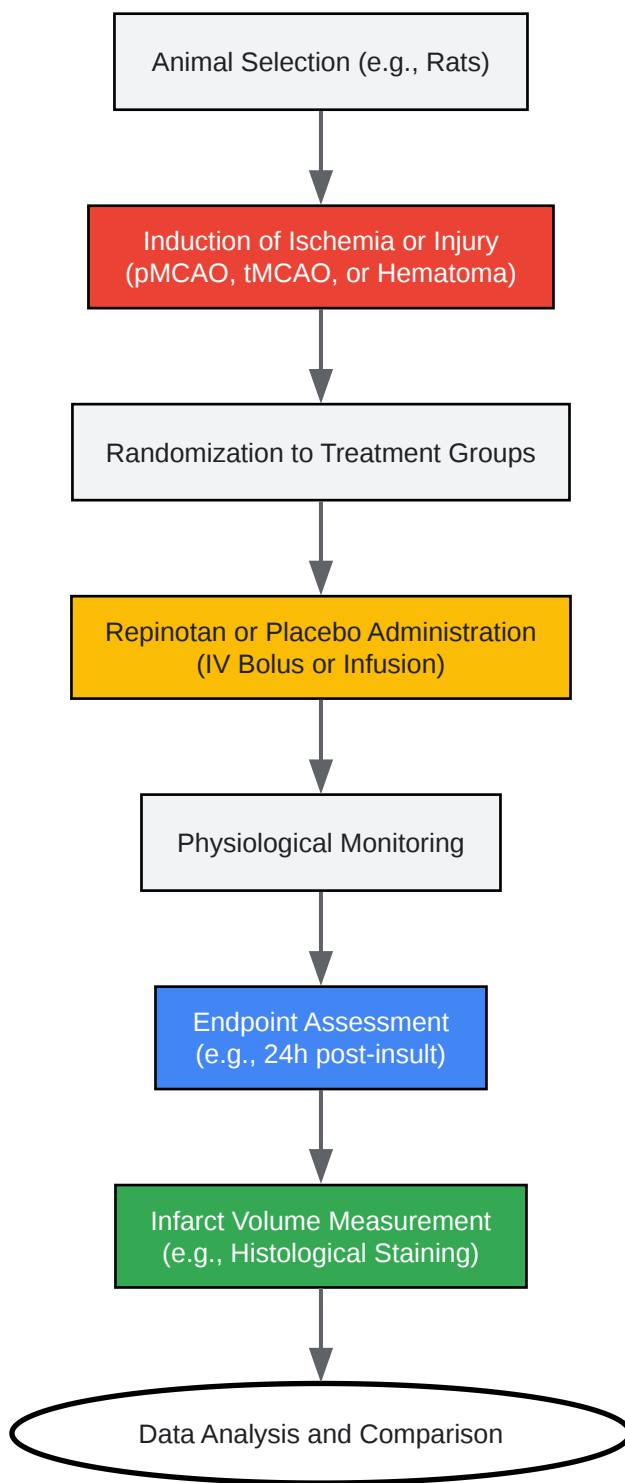 Animal Selection (e.g., Rats)
Induction of Ischemia or Injury
(pMCAO, tMCAO, or Hematoma)
Randomization to Treatment Groups
Repinotan or Placebo Administration
(IV Bolus or Infusion)
Physiological Monitoring
Endpoint Assessment
(e.g., 24h post-insult)
Infarct Volume Measurement
(e.g., Histological Staining)
Data Analysis and Comparison